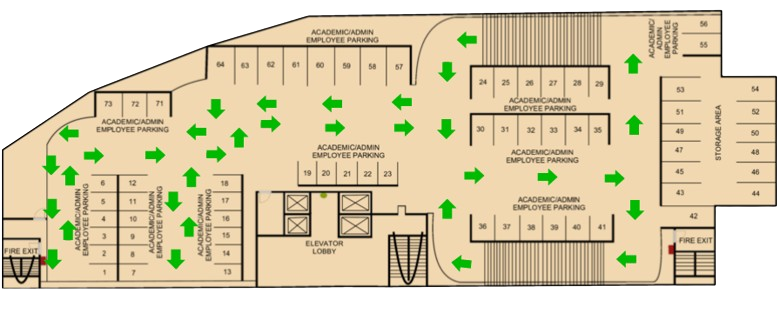 ACADEMIC/ADMIN
EMPLOYEE PARKING
64 63 62 61 60 59 58 57
73 72 71
ACADEMIC/ADMIN
EMPLOYEE PARKING
ACADEMIC/
ADMIN
EMPLOYEE
PARKING
56
55
24 25 26 27 28 29
ACADEMIC/ADMIN
EMPLOYEE PARKING
30 31 32 33 34 35
ACADEMIC/ADMIN
EMPLOYEE PARKING
53 54
51 52
49 50
47 48
45 46
43 44
STORAGE AREA
42
ACADEMIC/ADMIN
EMPLOYEE PARKING
19 20 21 22 23
6 12 18
5 11 17
4 10 16
3 9 15
2 8 14
1 7 13
ACADEMIC/ADMIN
EMPLOYEE PARKING
ACADEMIC/ADMIN
EMPLOYEE PARKING
ACADEMIC/ADMIN
EMPLOYEE PARKING
ACADEMIC/ADMIN
EMPLOYEE PARKING
36 37 38 39 40 41
ELEVATOR
LOBBY
FIRE EXIT
FIRE EXIT